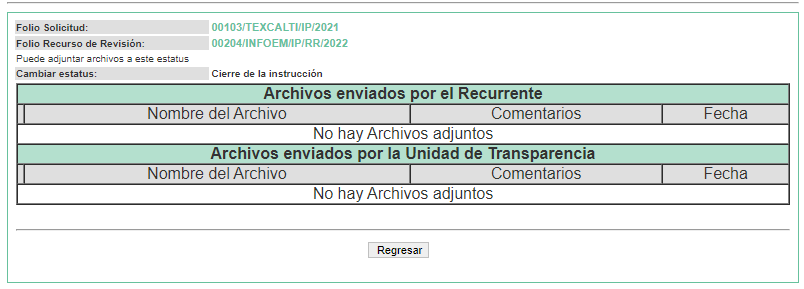 Folio Solicitud: 00103/TEXCALTI/IP/2021
Folio Recurso de Revisión: 00204/INFOEM/IP/RR/2022
Puede adjuntar archivos a este estatus
Cambiar estatus: Cierre de la instrucción
Archivos enviados por el Recurrente
Nombre del Archivo Comentarios Fecha
No hay Archivos adjuntos
Archivos enviados por la Unidad de Transparencia
Nombre del Archivo Comentarios Fecha
No hay Archivos adjuntos
Regresar